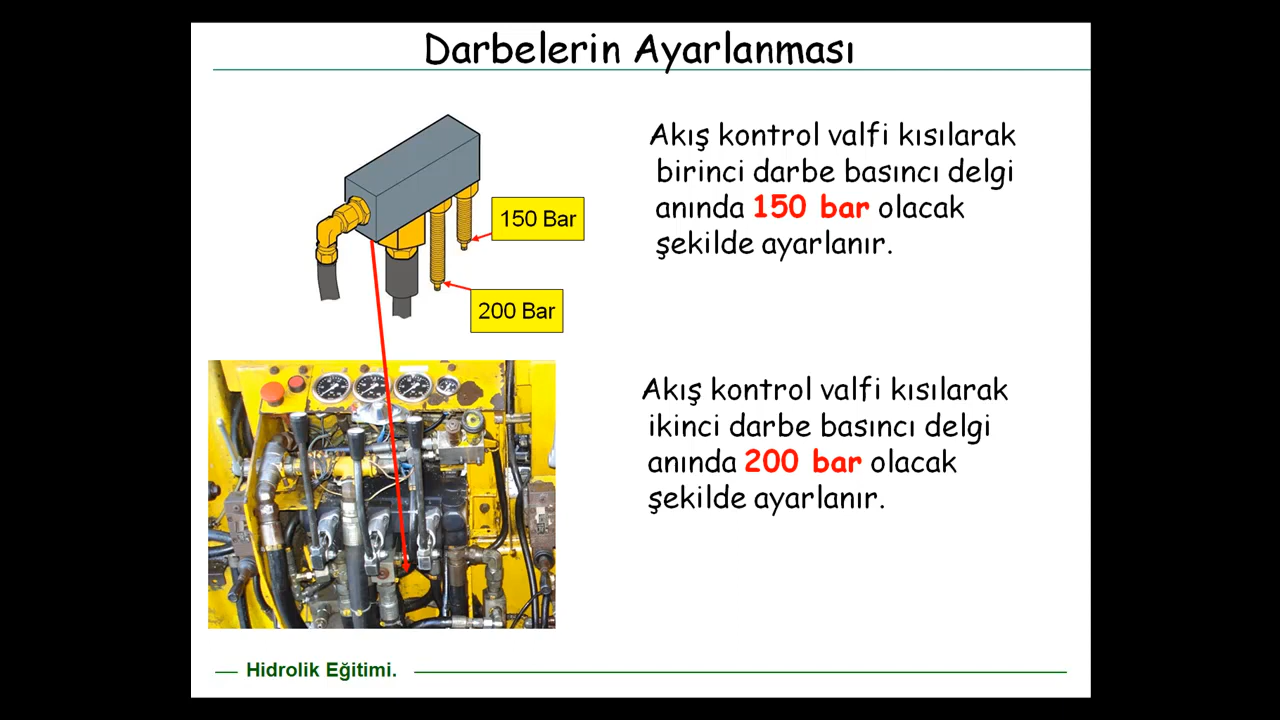 Darbelerin Ayarlanması
Akış kontrol valfi kısılarak
birinci darbe basıncı delgi
anında 150 bar olacak
şekilde ayarlanır.
150 Bar
200 Bar
Akış kontrol valfi kısılarak
ikinci darbe basıncı delgi
anında 200 bar olacak
şekilde ayarlanır.
Hidrolik Eğitimi.